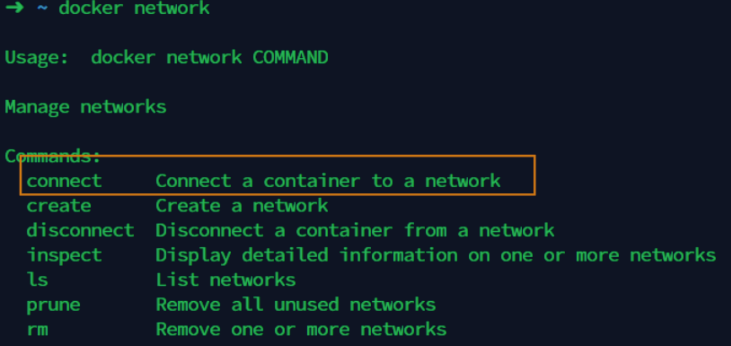 ➜ ~ docker network
Usage:  docker network COMMAND
Manage networks
Commands:
  connect     Connect a container to a network
  create      Create a network
  disconnect  Disconnect a container from a network
  inspect     Display detailed information on one or more networks
  ls          List networks
  prune       Remove all unused networks
  rm          Remove one or more networks